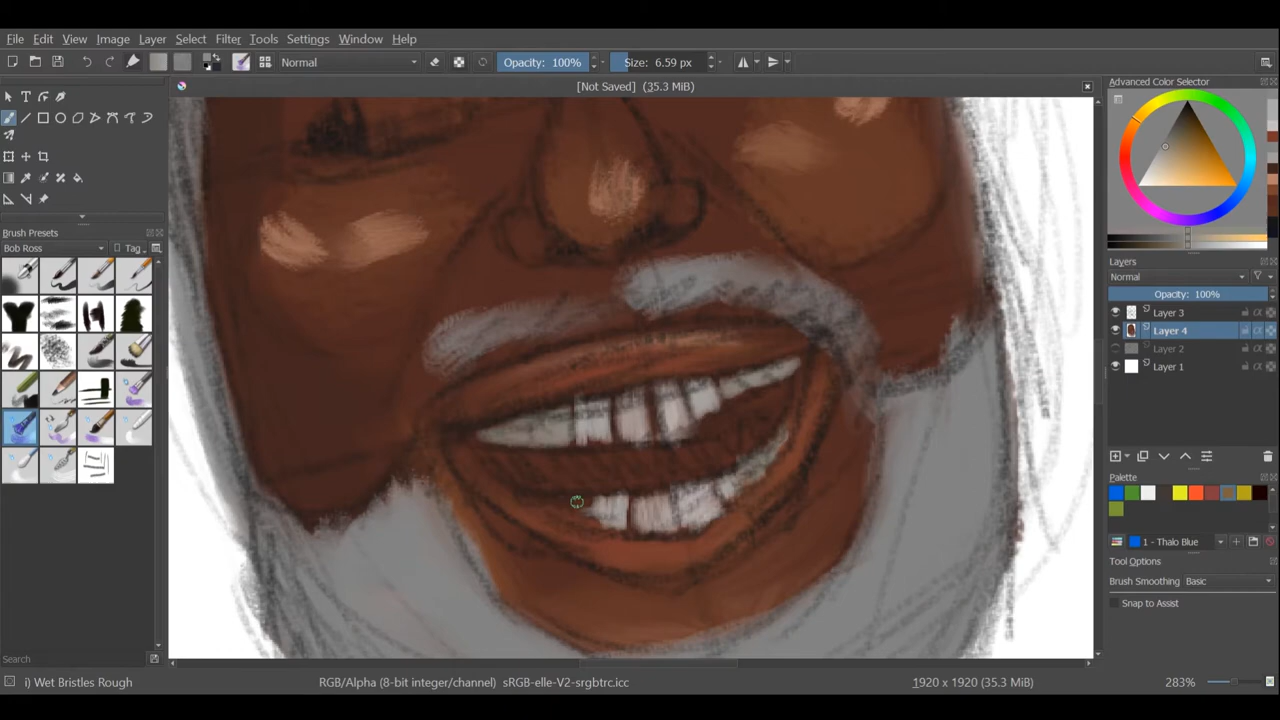 File Edit View Image Layer Select Filter Tools Settings Window Help
Normal
Opacity: 100%
Size: 6.59 px
[Not Saved] (35.3 MiB)
Advanced Color Selector
Brush Presets
Bob Ross
Tag
Layers
Normal
Opacity: 100%
Layer 3
Layer 4
Layer 2
Layer 1
Palette
1 - Thalo Blue
Tool Options
Brush Smoothing: Basic
Snap to Assist
Search
i) Wet Bristles Rough
RGB/Alpha (8-bit integer/channel) sRGB-elle-V2-srgbtrc.icc
1920 x 1920 (35.3 MiB)
283%